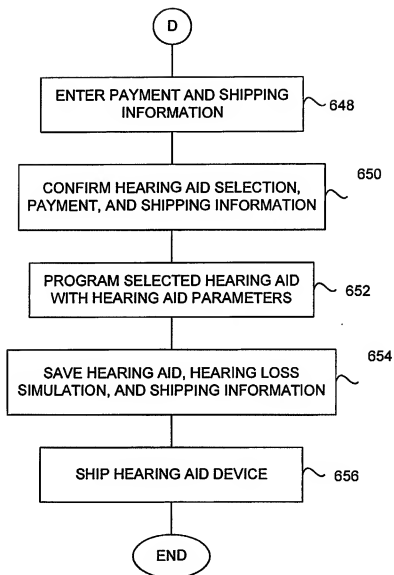 D
ENTER PAYMENT AND SHIPPING
INFORMATION
648
CONFIRM HEARING AID SELECTION,
PAYMENT, AND SHIPPING INFORMATION
650
PROGRAM SELECTED HEARING AID
WITH HEARING AID PARAMETERS
652
SAVE HEARING AID, HEARING LOSS
SIMULATION, AND SHIPPING INFORMATION
654
SHIP HEARING AID DEVICE
656
END